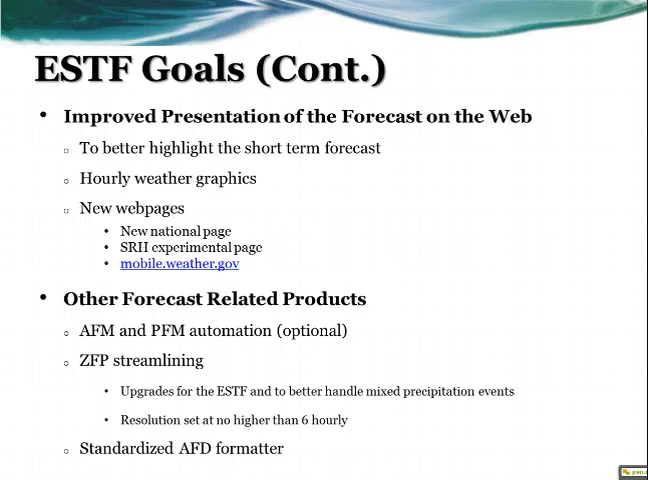 ESTF Goals (Cont.)
• Improved Presentation of the Forecast on the Web
o To better highlight the short term forecast
o Hourly weather graphics
o New webpages
• New national page
• SRH experimental page
• mobile.weather.gov
• Other Forecast Related Products
o AFM and PFM automation (optional)
o ZFP streamlining
• Upgrades for the ESTF and to better handle mixed precipitation events
• Resolution set at no higher than 6 hourly
o Standardized AFD formatter